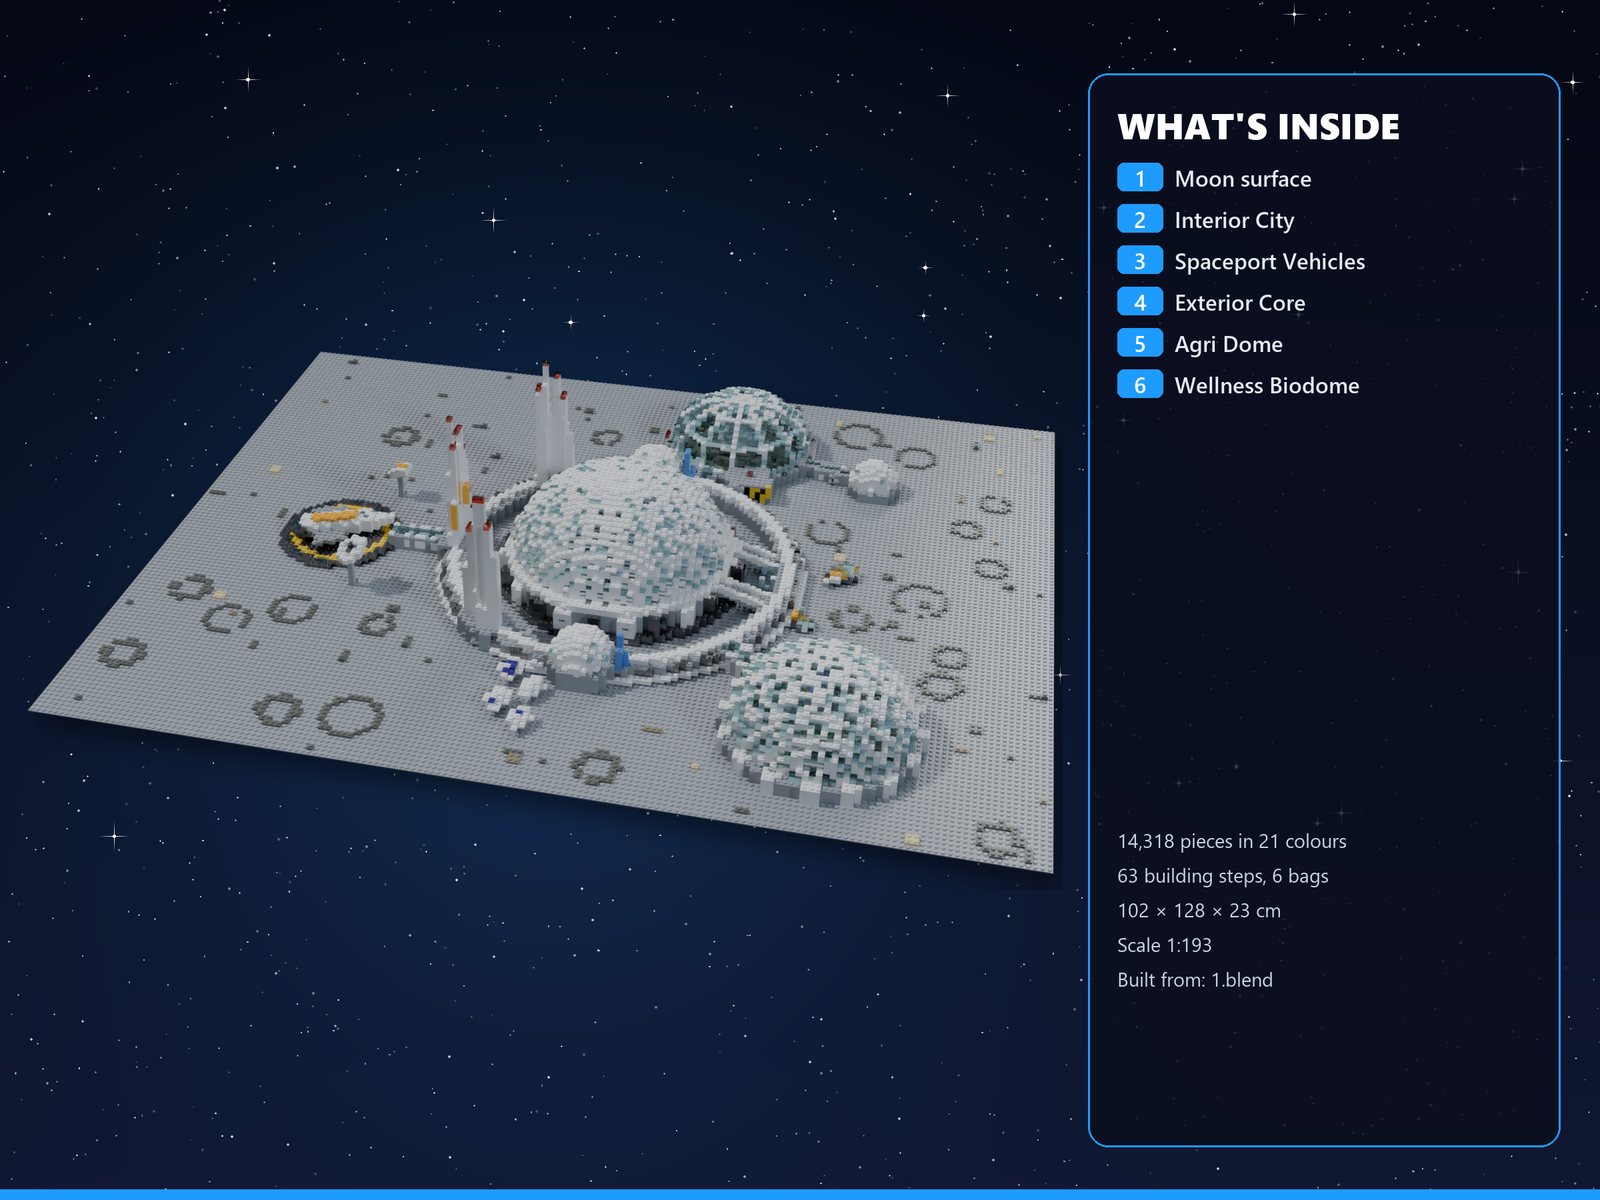 WHAT'S INSIDE
1 Moon surface
2 Interior City
3 Spaceport Vehicles
4 Exterior Core
5 Agri Dome
6 Wellness Biodome
14,318 pieces in 21 colours
63 building steps, 6 bags
102 × 128 × 23 cm
Scale 1:193
Built from: 1.blend